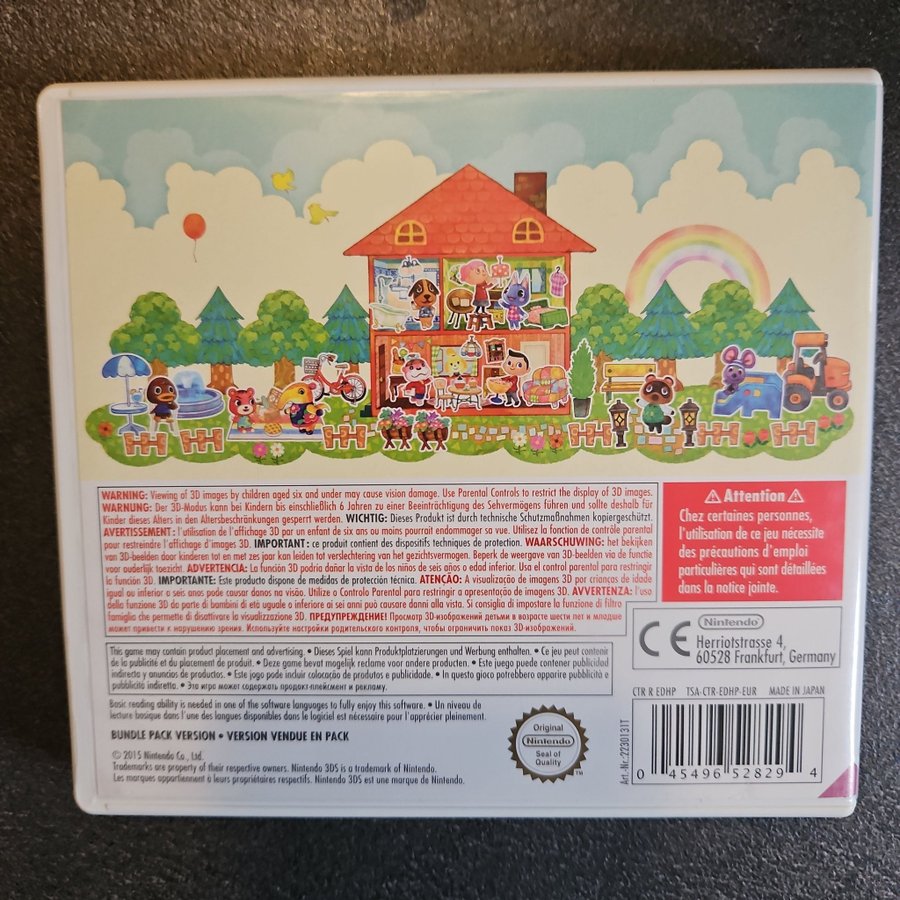 WARNING: Viewing of 3D images by children aged six and under may cause vision damage. Use Parental Controls to restrict the display of 3D images.
WARNUNG: Der 3D-Modus kann bei Kindern bis einschließlich 6 Jahren zu einer Beeinträchtigung des Sehvermögens führen und sollte deshalb für
Kinder dieses Alters in den Altersbeschränkungen gesperrt werden. WICHTIG: Dieses Produkt ist durch technische Schutzmaßnahmen kopiergeschützt.
AVERTISSEMENT : l'utilisation de l'affichage 3D par un enfant de six ans ou moins pourrait endommager sa vue. Utilisez la fonction de contrôle parental
pour restreindre l'affichage d'images 3D. IMPORTANT : ce produit contient des dispositifs techniques de protection. WAARSCHUWING: het bekijken
van 3D-beelden door kinderen tot en met zes jaar kan leiden tot verslechtering van het gezichtsvermogen. Beperk de weergave van 3D-beelden via de functie
voor ouderlijk toezicht. ADVERTENCIA: la función 3D podría dañar la vista de los niños de seis años o edad inferior. Usa el control parental para restringir
la función 3D. IMPORTANTE: Este producto dispone de medidas de protección técnica. ATENÇÃO: A visualização de imagens 3D por crianças de idade
igual ou inferior a seis anos pode causar danos na visão. Utilize o Controlo Parental para restringir a apresentação de imagens 3D. AVVERTENZA: l'uso
della funzione 3D da parte di bambini di età uguale o inferiore ai sei anni può causare danni alla vista. Si consiglia di impostare la funzione di filtro
famiglia che permette di disattivare la visualizzazione 3D. ПРЕДУПРЕЖДЕНИЕ! Просмотр 3D-изображений детьми в возрасте шести лет и младше
может привести к нарушению зрения. Используйте настройки родительского контроля, чтобы ограничить показ 3D-изображений.
Attention
Chez certaines personnes,
l'utilisation de ce jeu nécessite
des précautions d'emploi
particulières qui sont détaillées
dans la notice jointe.
This game may contain product placement and advertising. • Dieses Spiel kann Produktplatzierungen und Werbung enthalten. • Ce jeu peut contenir
de la publicité et du placement de produit. • Deze game bevat mogelijk reclame voor andere producten. • Este juego puede contener publicidad
indirecta y anuncios de productos. • Este jogo pode incluir colocação de produtos e publicidade. • In questo gioco potrebbero apparire pubblicità e
pubblicità indiretta. • Эта игра может содержать продакт-плейсмент и рекламу.
CE
Nintendo
Herriotstrasse 4,
60528 Frankfurt, Germany
Basic reading ability is needed in one of the software languages to fully enjoy this software. • Un niveau de
lecture basique dans l'une des langues disponibles dans le logiciel est nécessaire pour l'apprécier pleinement.
BUNDLE PACK VERSION • VERSION VENDUE EN PACK
© 2015 Nintendo Co., Ltd.
Trademarks are property of their respective owners. Nintendo 3DS is a trademark of Nintendo.
Les marques appartiennent à leurs propriétaires respectifs. Nintendo 3DS est une marque de Nintendo.
Original
Nintendo
Seal of
Quality
TM
CTR R EDHP TSA-CTR-EDHP-EUR MADE IN JAPAN
Art.-Nr.: 2230131T
0 45496 52829 4